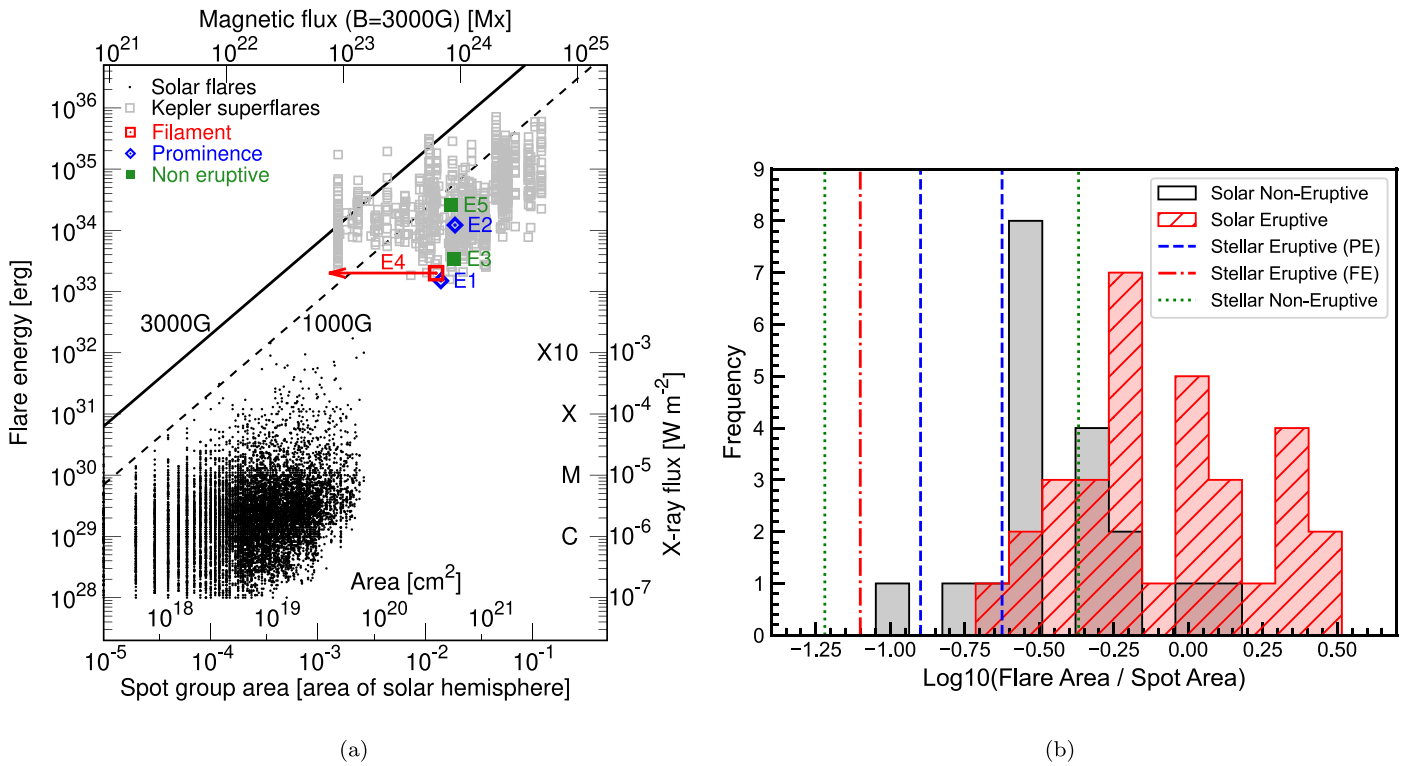 Magnetic flux (B=3000G) [Mx]
10^21 10^22 10^23 10^24 10^25
Solar flares
Kepler superflares
Filament
Prominence
Non eruptive
Flare energy [erg]
10^36
10^35
10^34
10^33
10^32
10^31
10^30
10^29
10^28
E5
E2
E3
E4
E1
3000G
1000G
X10
X
M
C
10^-3
10^-4
10^-5
10^-6
10^-7
X-ray flux [W m^-2]
Area [cm^2]
10^18 10^19 10^20 10^21
10^-5 10^-4 10^-3 10^-2 10^-1
Spot group area [area of solar hemisphere]
(a)
Frequency
9
8
7
6
5
4
3
2
1
0
Solar Non-Eruptive
Solar Eruptive
Stellar Eruptive (PE)
Stellar Eruptive (FE)
Stellar Non-Eruptive
−1.25 −1.00 −0.75 −0.50 −0.25 0.00 0.25 0.50
Log10(Flare Area / Spot Area)
(b)